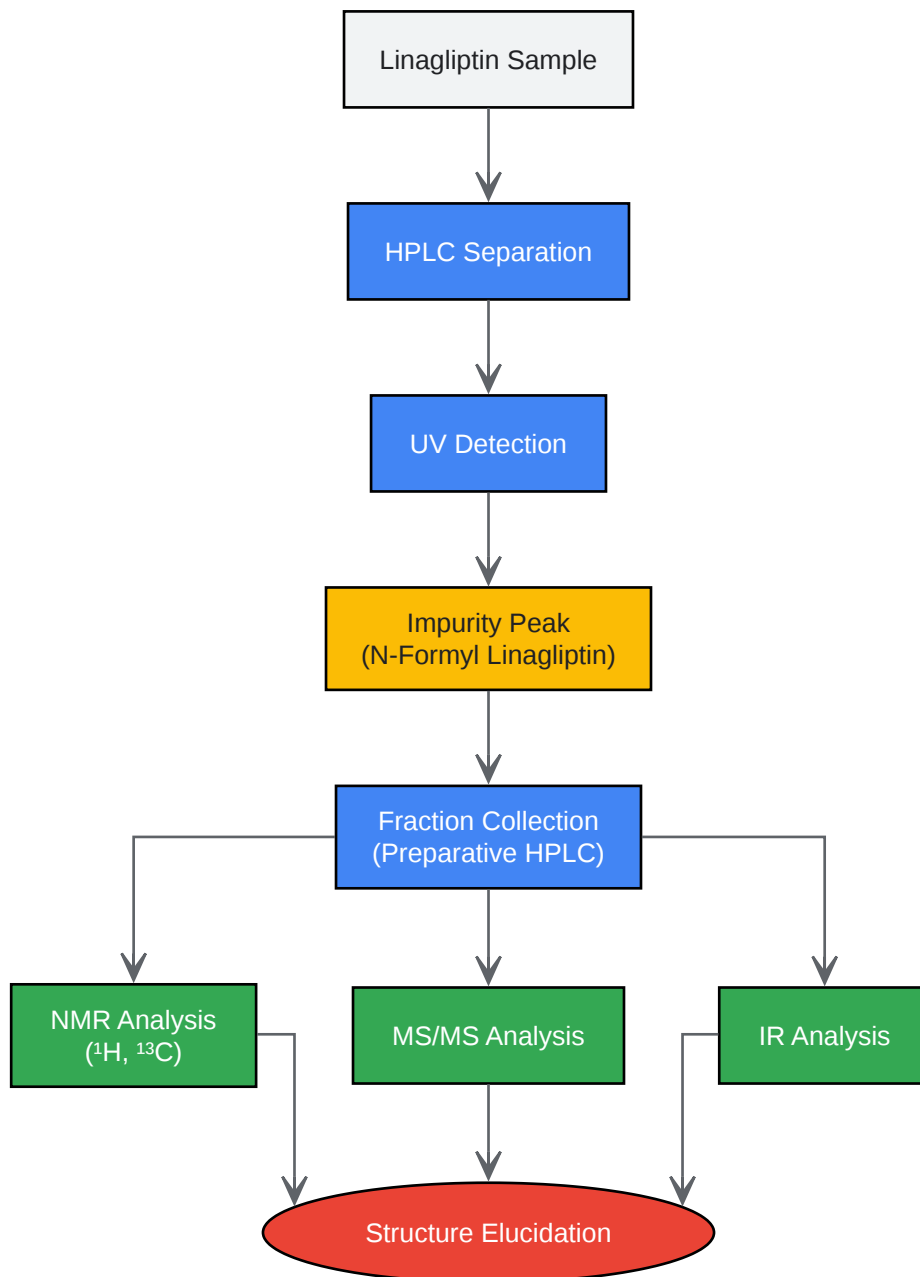 Linagliptin Sample
HPLC Separation
UV Detection
Impurity Peak
(N-Formyl Linagliptin)
Fraction Collection
(Preparative HPLC)
NMR Analysis
(¹H, ¹³C)
MS/MS Analysis
IR Analysis
Structure Elucidation